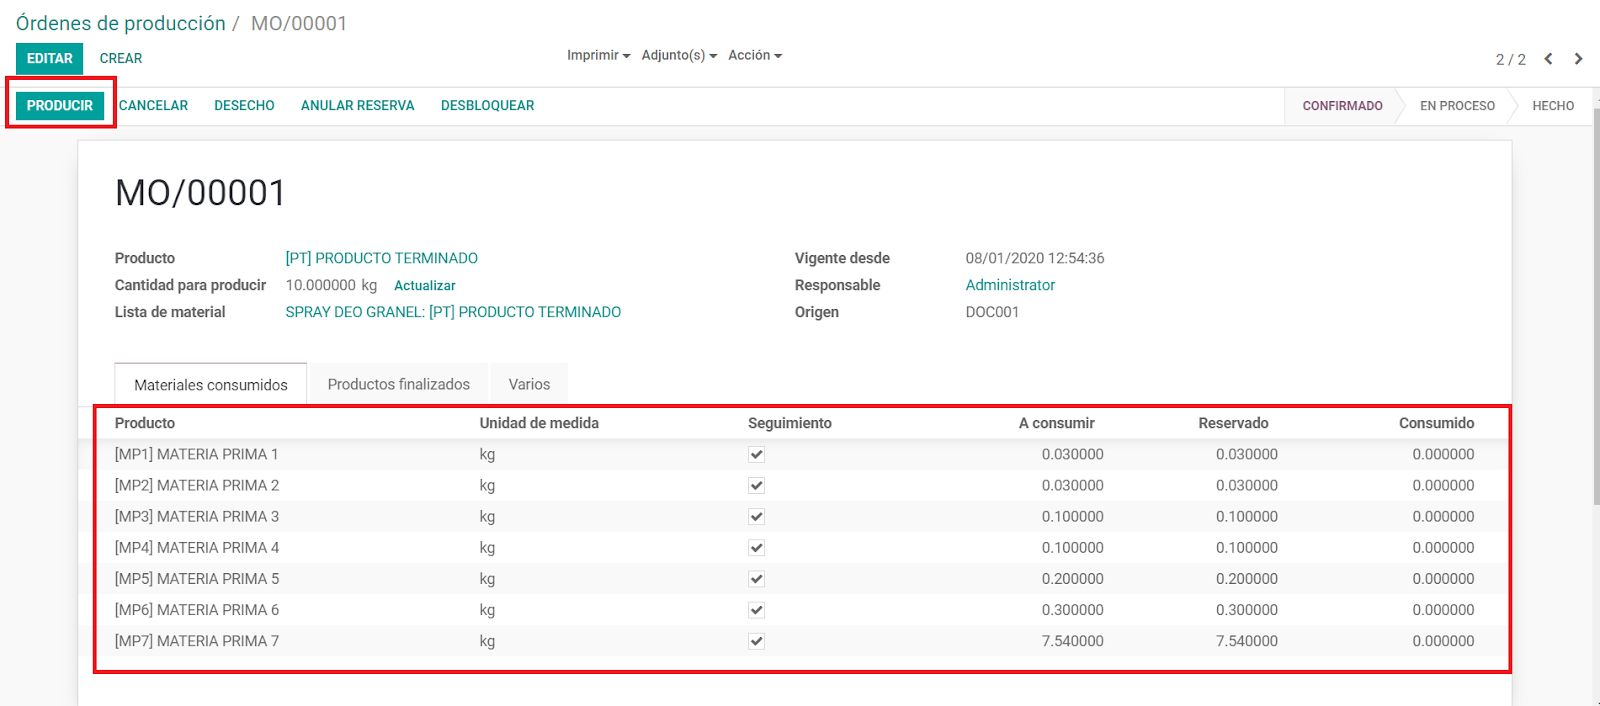 Órdenes de producción / MO/00001
EDITAR CREAR Imprimir Adjunto(s) Acción 2 / 2
PRODUCIR CANCELAR DESECHO ANULAR RESERVA DESBLOQUEAR CONFIRMADO EN PROCESO HECHO
MO/00001
Producto [PT] PRODUCTO TERMINADO Vigente desde 08/01/2020 12:54:36
Cantidad para producir 10.000000 kg Actualizar Responsable Administrator
Lista de material SPRAY DEO GRANEL: [PT] PRODUCTO TERMINADO Origen DOC001
Materiales consumidos Productos finalizados Varios
Producto Unidad de medida Seguimiento A consumir Reservado Consumido
[MP1] MATERIA PRIMA 1 kg 0.030000 0.030000 0.000000
[MP2] MATERIA PRIMA 2 kg 0.030000 0.030000 0.000000
[MP3] MATERIA PRIMA 3 kg 0.100000 0.100000 0.000000
[MP4] MATERIA PRIMA 4 kg 0.100000 0.100000 0.000000
[MP5] MATERIA PRIMA 5 kg 0.200000 0.200000 0.000000
[MP6] MATERIA PRIMA 6 kg 0.300000 0.300000 0.000000
[MP7] MATERIA PRIMA 7 kg 7.540000 7.540000 0.000000